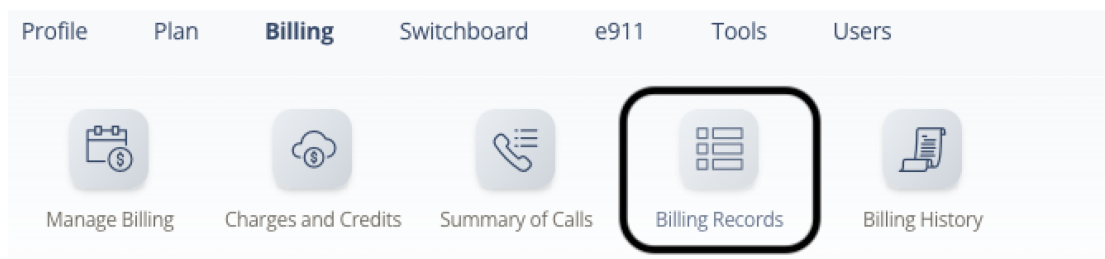 Profile Plan Billing Switchboard e911 Tools Users
Manage Billing Charges and Credits Summary of Calls Billing Records Billing History